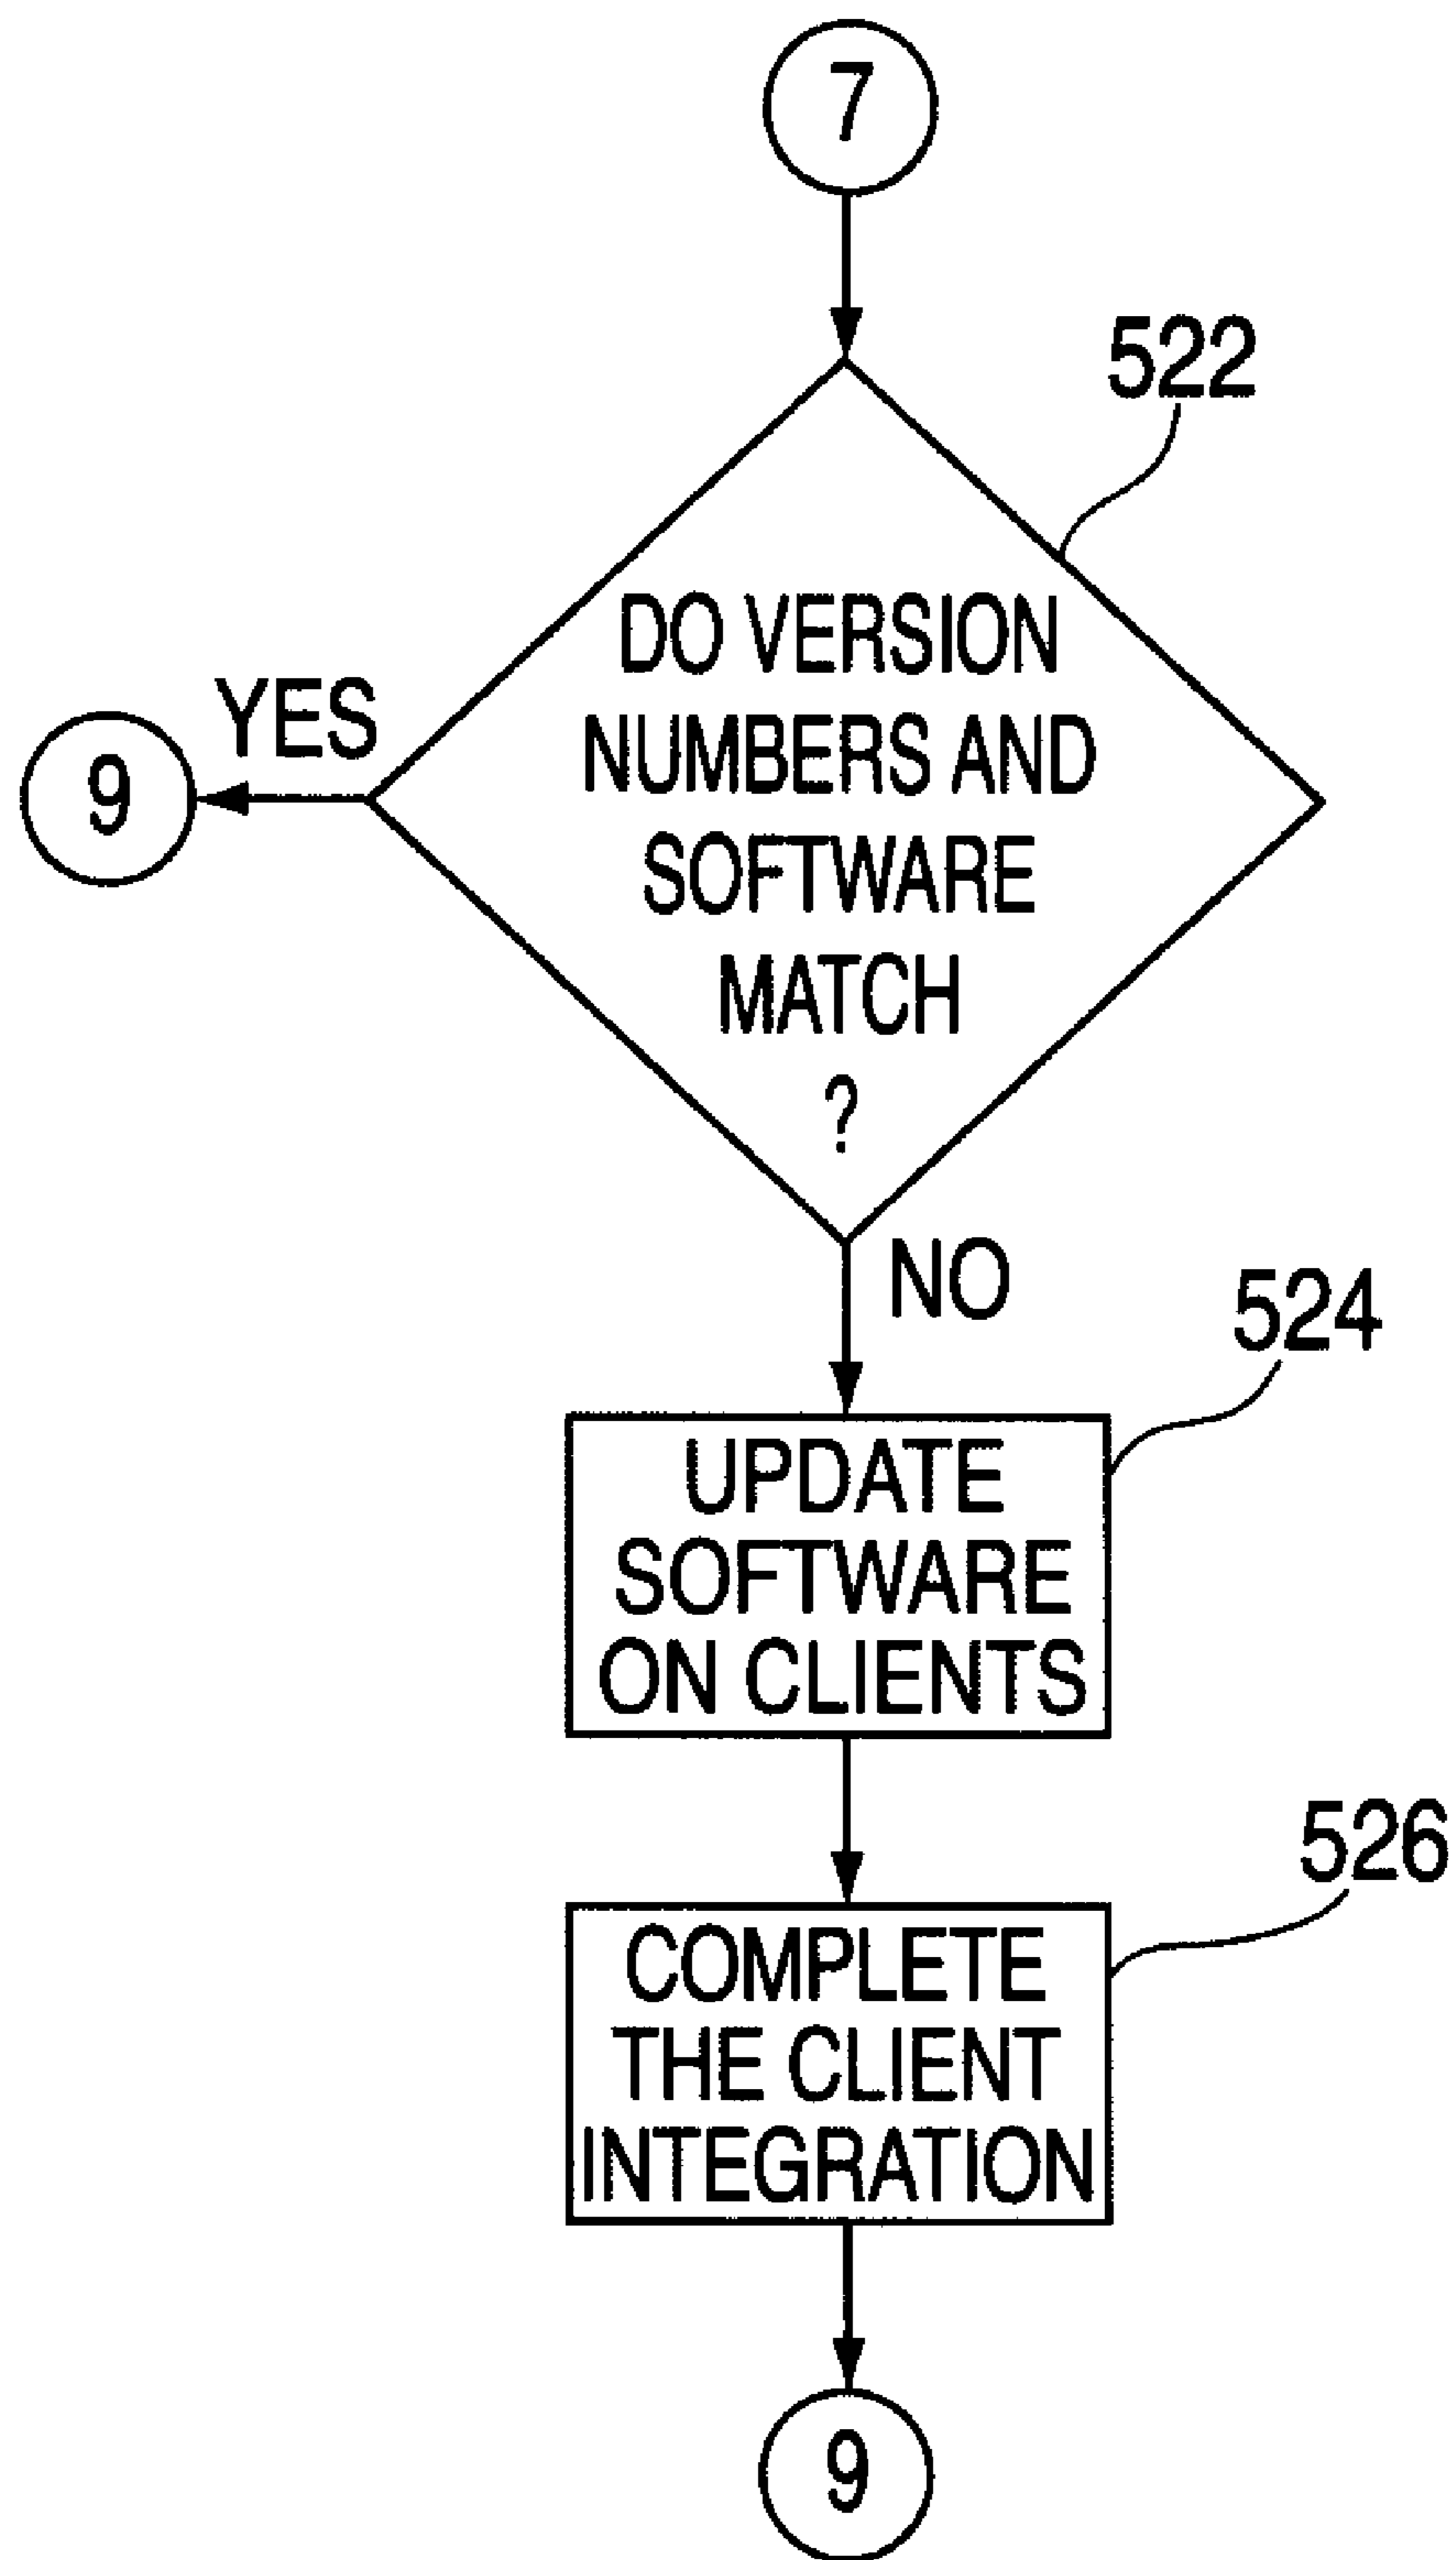 7
522
DO VERSION
NUMBERS AND
SOFTWARE
MATCH
?
YES
9
NO
524
UPDATE
SOFTWARE
ON CLIENTS
526
COMPLETE
THE CLIENT
INTEGRATION
9